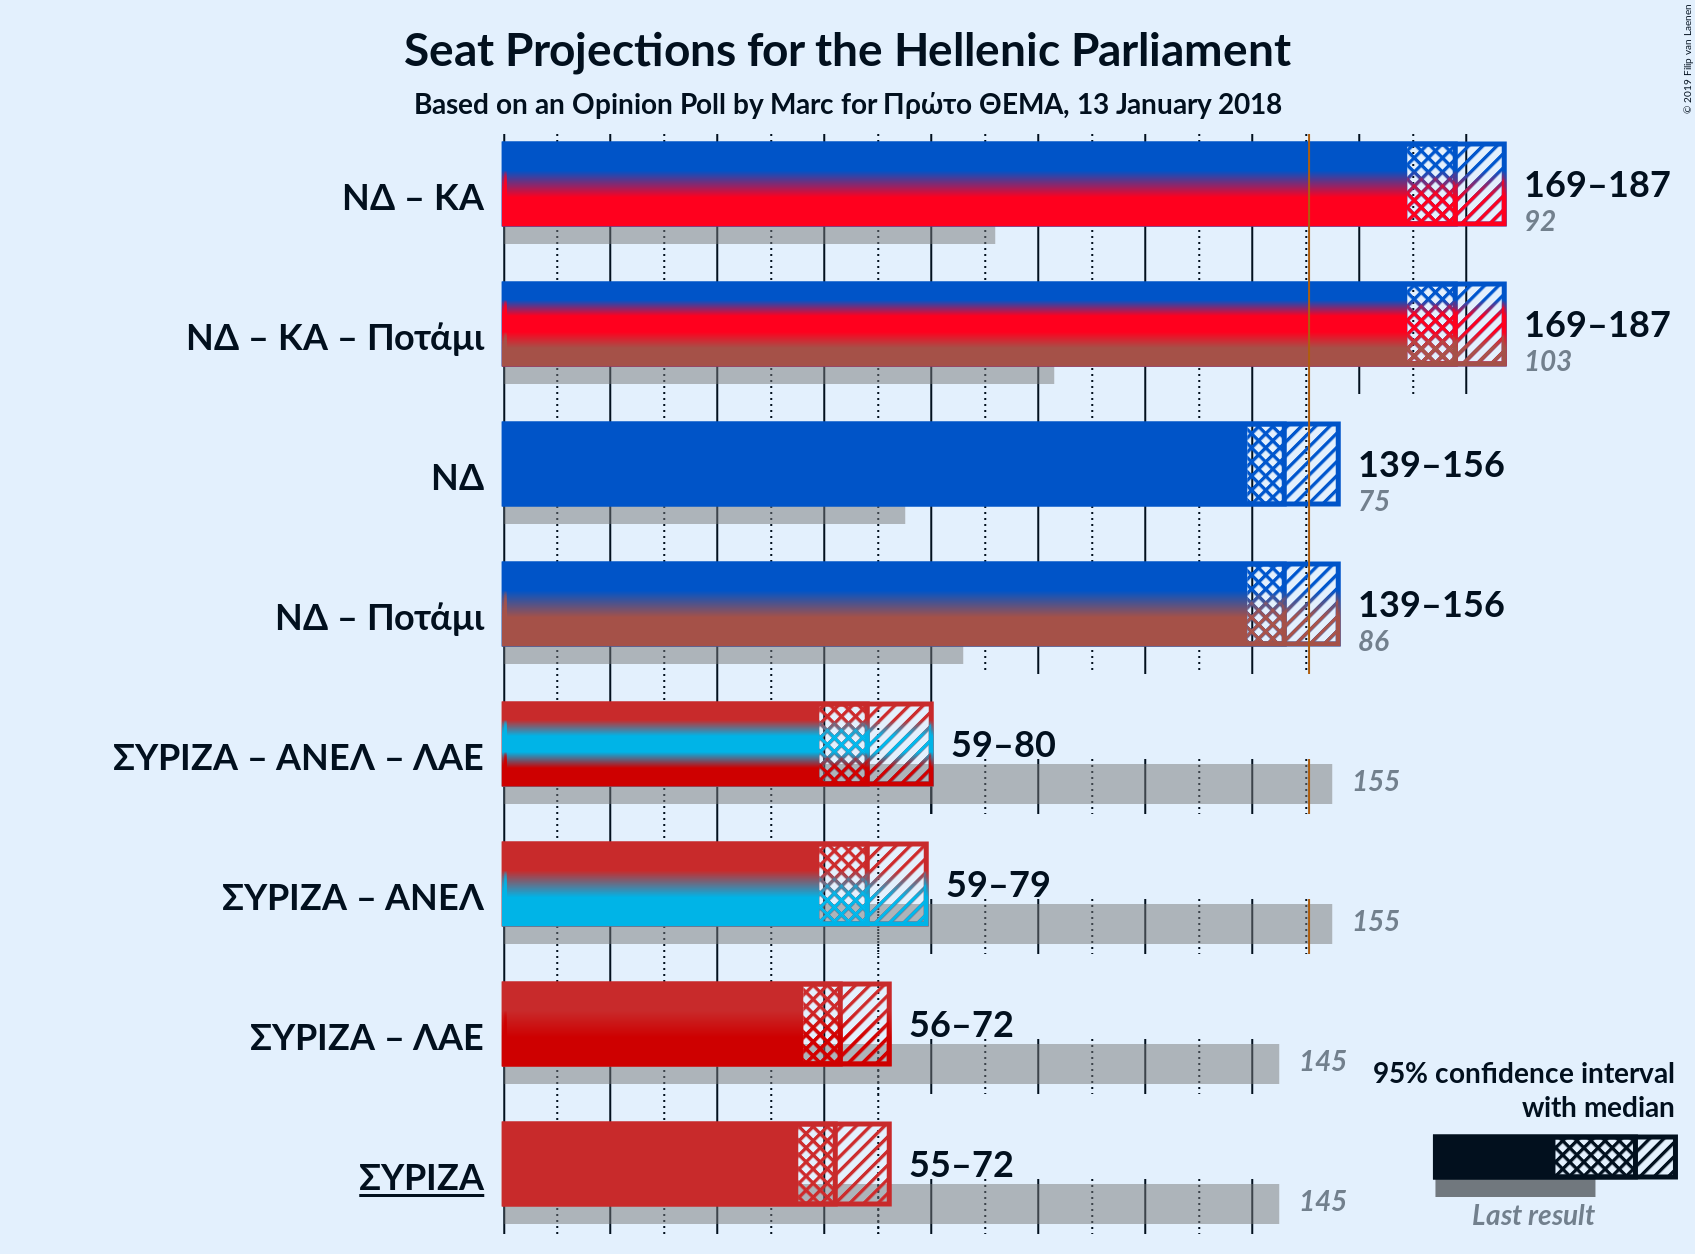 © 2019 Filip van Laenen
Seat Projections for the Hellenic Parliament
Based on an Opinion Poll by Marc for Πρώτο ΘΕΜΑ, 13 January 2018
ΝΔ – ΚΑ
169–187
92
ΝΔ – ΚΑ – Ποτάμι
169–187
103
ΝΔ
139–156
75
ΝΔ – Ποτάμι
139–156
86
ΣΥΡΙΖΑ – ΑΝΕΛ – ΛΑΕ
59–80
155
ΣΥΡΙΖΑ – ΑΝΕΛ
59–79
155
ΣΥΡΙΖΑ – ΛΑΕ
56–72
145
ΣΥΡΙΖΑ
55–72
145
95% confidence interval
with median
Last result